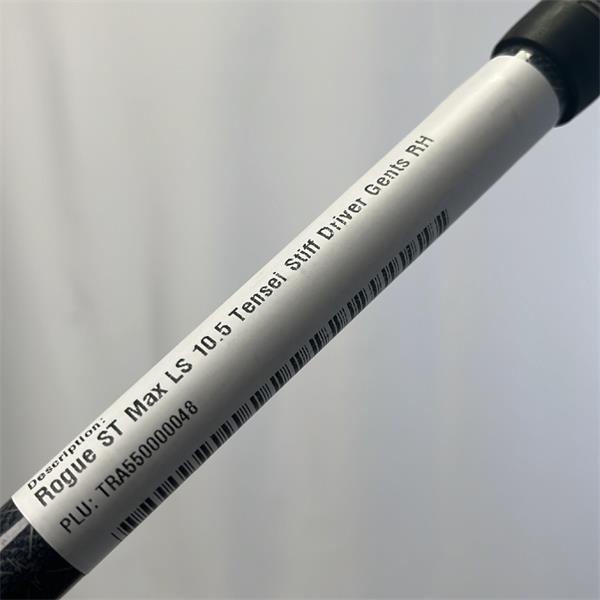 Description:
Rogue ST Max LS 10.5 Tensei Stiff Driver Gents RH
PLU: TRA550000048